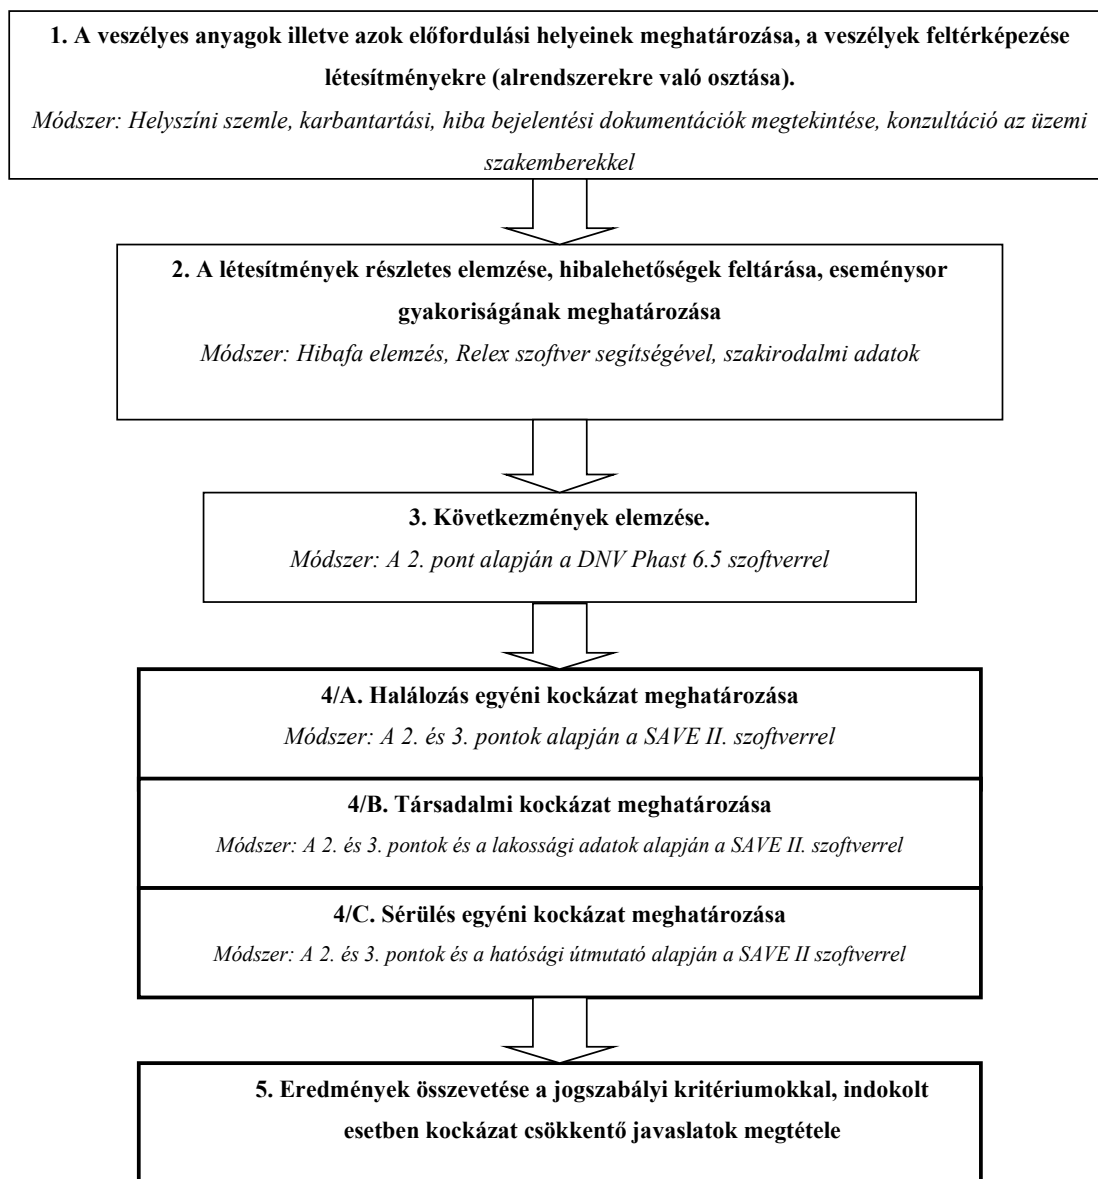 1. A veszélyes anyagok illetve azok előfordulási helyeinek meghatározása, a veszélyek feltérképezése
létesítményekre (alrendszerekre való osztása).
Módszer: Helyszíni szemle, karbantartási, hiba bejelentési dokumentációk megtekintése, konzultáció az üzemi
szakemberekkel
2. A létesítmények részletes elemzése, hibalehetőségek feltárása, eseménysor
gyakoriságának meghatározása
Módszer: Hibafa elemzés, Relex szoftver segítségével, szakirodalmi adatok
3. Következmények elemzése.
Módszer: A 2. pont alapján a DNV Phast 6.5 szoftverrel
4/A. Halálozás egyéni kockázat meghatározása
Módszer: A 2. és 3. pontok alapján a SAVE II. szoftverrel
4/B. Társadalmi kockázat meghatározása
Módszer: A 2. és 3. pontok és a lakossági adatok alapján a SAVE II. szoftverrel
4/C. Sérülés egyéni kockázat meghatározása
Módszer: A 2. és 3. pontok és a hatósági útmutató alapján a SAVE II szoftverrel
5. Eredmények összevetése a jogszabályi kritériumokkal, indokolt
esetben kockázat csökkentő javaslatok megtétele